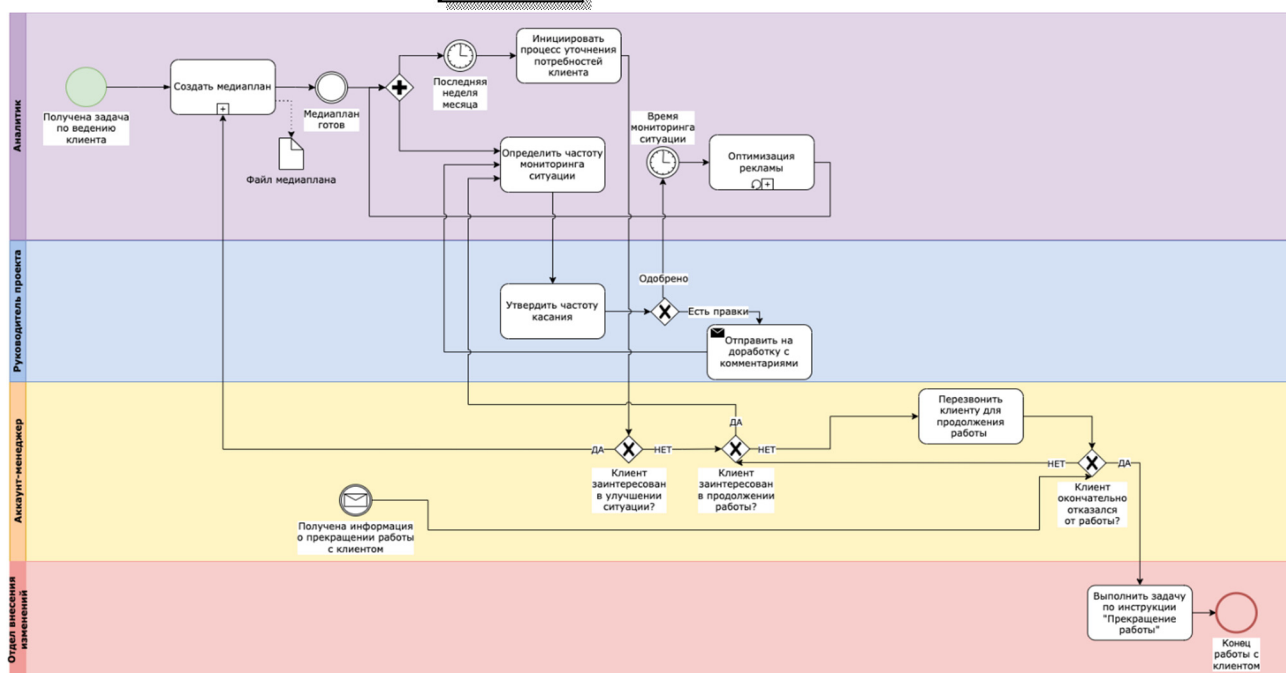 Аналитик
Получена задача
по ведению
клиента
Создать медиаплан
Файл медиаплана
Медиаплан
готов
Последняя
неделя
месяца
Инициировать
процесс уточнения
потребностей
клиента
Определить частоту
мониторинга
ситуации
Время
мониторинга
ситуации
Оптимизация
рекламы
Руководитель проекта
Утвердить частоту
касания
Одобрено
Есть правки
Отправить на
доработку с
комментариями
Аккаунт-менеджер
Получена информация
о прекращении работы
с клиентом
ДА
НЕТ
Клиент
заинтересован
в улучшении
ситуации?
ДА
НЕТ
Клиент
заинтересован
в продолжении
работы?
Перезвонить
клиенту для
продолжения
работы
НЕТ
ДА
Клиент
окончательно
отказался
от работы?
Отдел внесения
изменений
Выполнить задачу
по инструкции
"Прекращение
работы"
Конец
работы с
клиентом